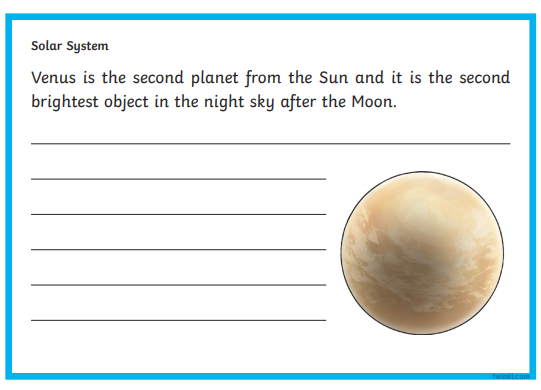 Solar System
Venus is the second planet from the Sun and it is the second
brightest object in the night sky after the Moon.
twinkl.com